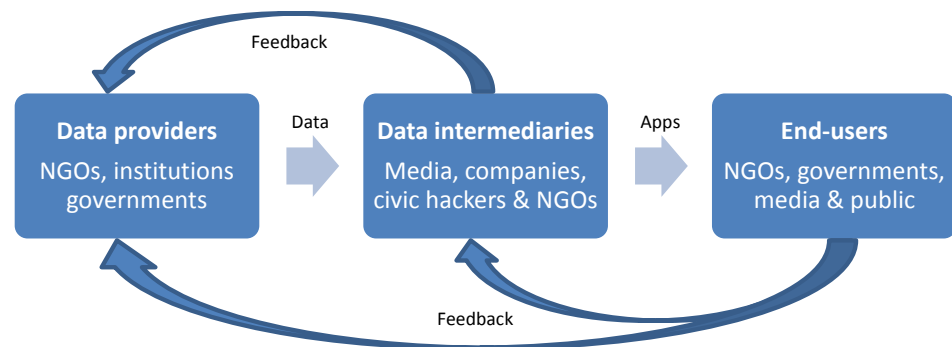 Feedback
Data providers
NGOs, institutions
governments
Data
Data intermediaries
Media, companies,
civic hackers & NGOs
Apps
End-users
NGOs, governments,
media & public
Feedback